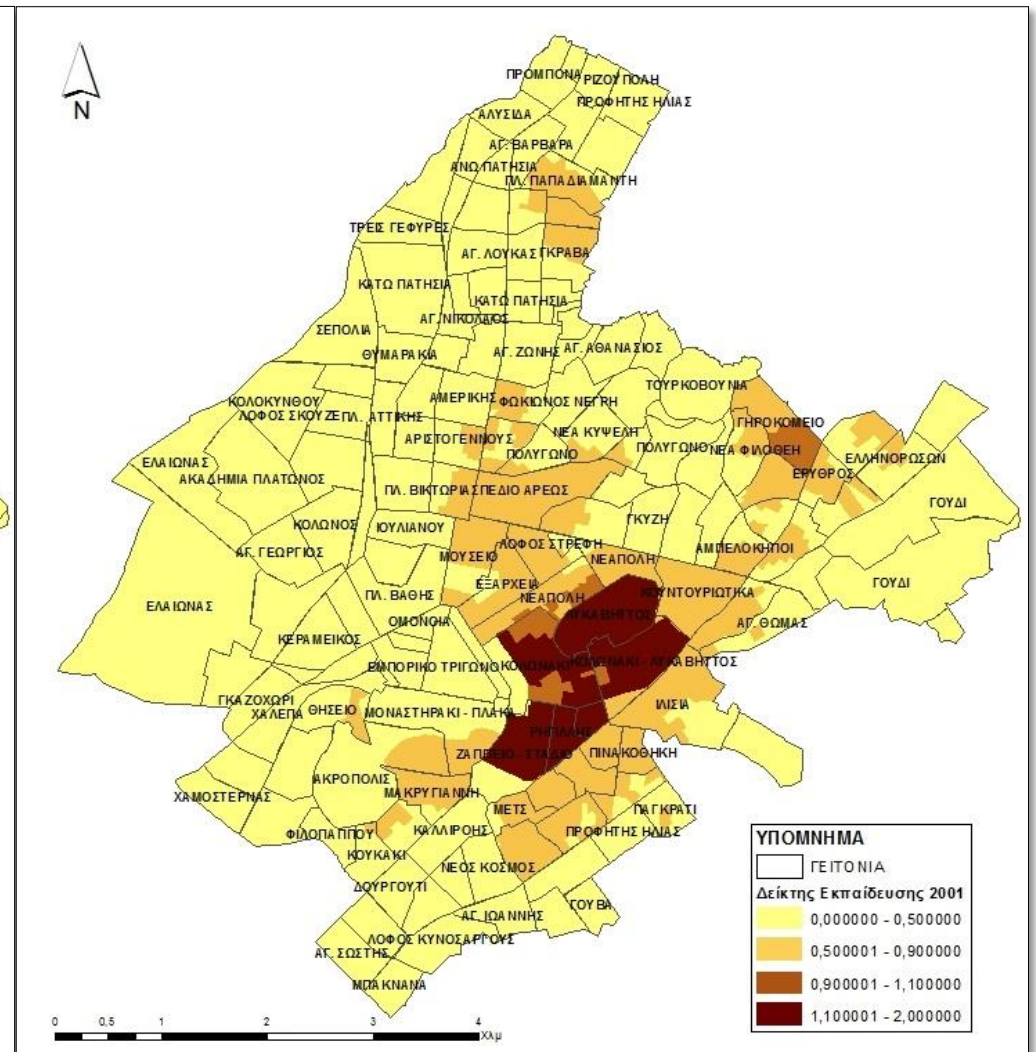 N
ΠΡΟΜΠΟΝΑ
ΡΙΖΟΥΠΟΛΗ
ΠΡΟΦΗΤΗΣ ΗΛΙΑΣ
ΑΛΥΣΙΔΑ
ΑΓ. ΒΑΡΒΑΡΑ
ΑΝΩ ΠΑΤΗΣΙΑ
ΠΛ. ΠΑΠΑΔΙΑΜΑΝΤΗ
ΤΡΕΙΣ ΓΕΦΥΡΕΣ
ΑΓ. ΛΟΥΚΑΣ
ΓΚΡΑΒΑ
ΚΑΤΩ ΠΑΤΗΣΙΑ
ΚΑΤΩ ΠΑΤΗΣΙΑ
ΑΓ. ΝΙΚΟΛΑΟΣ
ΣΕΠΟΛΙΑ
ΘΥΜΑΡΑΚΙΑ
ΑΓ. ΖΩΝΗΣ
ΑΓ. ΑΘΑΝΑΣΙΟΣ
ΤΟΥΡΚΟΒΟΥΝΙΑ
ΚΟΛΟΚΥΝΘΟΥ
ΛΟΦΟΣ ΣΚΟΥΖΕ
ΠΛ. ΑΤΤΙΚΗΣ
ΑΜΕΡΙΚΗΣ
ΦΩΚΙΩΝΟΣ ΝΕΓΡΗ
ΓΗΡΟΚΟΜΕΙΟ
ΑΡΙΣΤΟΓΕΝΝΟΥΣ
ΝΕΑ ΚΥΨΕΛΗ
ΠΟΛΥΓΩΝΟ
ΠΟΛΥΓΩΝΟ
ΝΕΑ ΦΙΛΟΘΕΗ
ΕΛΛΗΝΟΡΩΣΩΝ
ΕΛΑΙΩΝΑΣ
ΑΚΑΔΗΜΙΑ ΠΛΑΤΩΝΟΣ
ΕΡΥΘΡΟΣ
ΠΛ. ΒΙΚΤΩΡΙΑΣ
ΠΕΔΙΟ ΑΡΕΩΣ
ΓΟΥΔΙ
ΚΟΛΩΝΟΣ
ΙΟΥΛΙΑΝΟΥ
ΓΚΥΖΗ
ΑΓ. ΓΕΩΡΓΙΟΣ
ΜΟΥΣΕΙΟ
ΛΟΦΟΣ ΣΤΡΕΦΗ
ΑΜΠΕΛΟΚΗΠΟΙ
ΝΕΑΠΟΛΗ
ΕΞΑΡΧΕΙΑ
ΓΟΥΔΙ
ΕΛΑΙΩΝΑΣ
ΠΛ. ΒΑΘΗΣ
ΝΕΑΠΟΛΗ
ΚΟΥΝΤΟΥΡΙΩΤΙΚΑ
ΛΥΚΑΒΗΤΤΟΣ
ΟΜΟΝΟΙΑ
ΑΓ. ΘΩΜΑΣ
ΚΕΡΑΜΕΙΚΟΣ
ΕΜΠΟΡΙΚΟ ΤΡΙΓΩΝΟ
ΚΟΛΩΝΑΚΙ
ΚΟΛΩΝΑΚΙ - ΛΥΚΑΒΗΤΤΟΣ
ΓΚΑΖΟΧΩΡΙ
ΧΑΛΕΠΑ
ΘΗΣΕΙΟ
ΜΟΝΑΣΤΗΡΑΚΙ - ΠΛΑΚΑ
ΙΛΙΣΙΑ
ΡΗΓΙΛΛΗΣ
ΖΑΠΠΕΙΟ - ΣΤΑΔΙΟ
ΠΙΝΑΚΟΘΗΚΗ
ΑΚΡΟΠΟΛΙΣ
ΧΑΜΟΣΤΕΡΝΑΣ
ΜΑΚΡΥΓΙΑΝΝΗ
ΜΕΤΣ
ΠΑΓΚΡΑΤΙ
ΦΙΛΟΠΑΠΠΟΥ
ΚΑΛΛΙΡΟΗΣ
ΠΡΟΦΗΤΗΣ ΗΛΙΑΣ
ΚΟΥΚΑΚΙ
ΝΕΟΣ ΚΟΣΜΟΣ
ΔΟΥΡΓΟΥΤΙ
ΓΟΥΒΑ
ΑΓ. ΙΩΑΝΝΗΣ
ΛΟΦΟΣ ΚΥΝΟΣΑΡΓΟΥΣ
ΑΓ. ΣΩΣΤΗΣ
ΜΠΑΚΝΑΝΑ
ΥΠΟΜΝΗΜΑ
ΓΕΙΤΟΝΙΑ
Δείκτης Εκπαίδευσης 2001
0,000000 - 0,500000
0,500001 - 0,900000
0,900001 - 1,100000
1,100001 - 2,000000
0 0,5 1 2 3 4
Χλμ